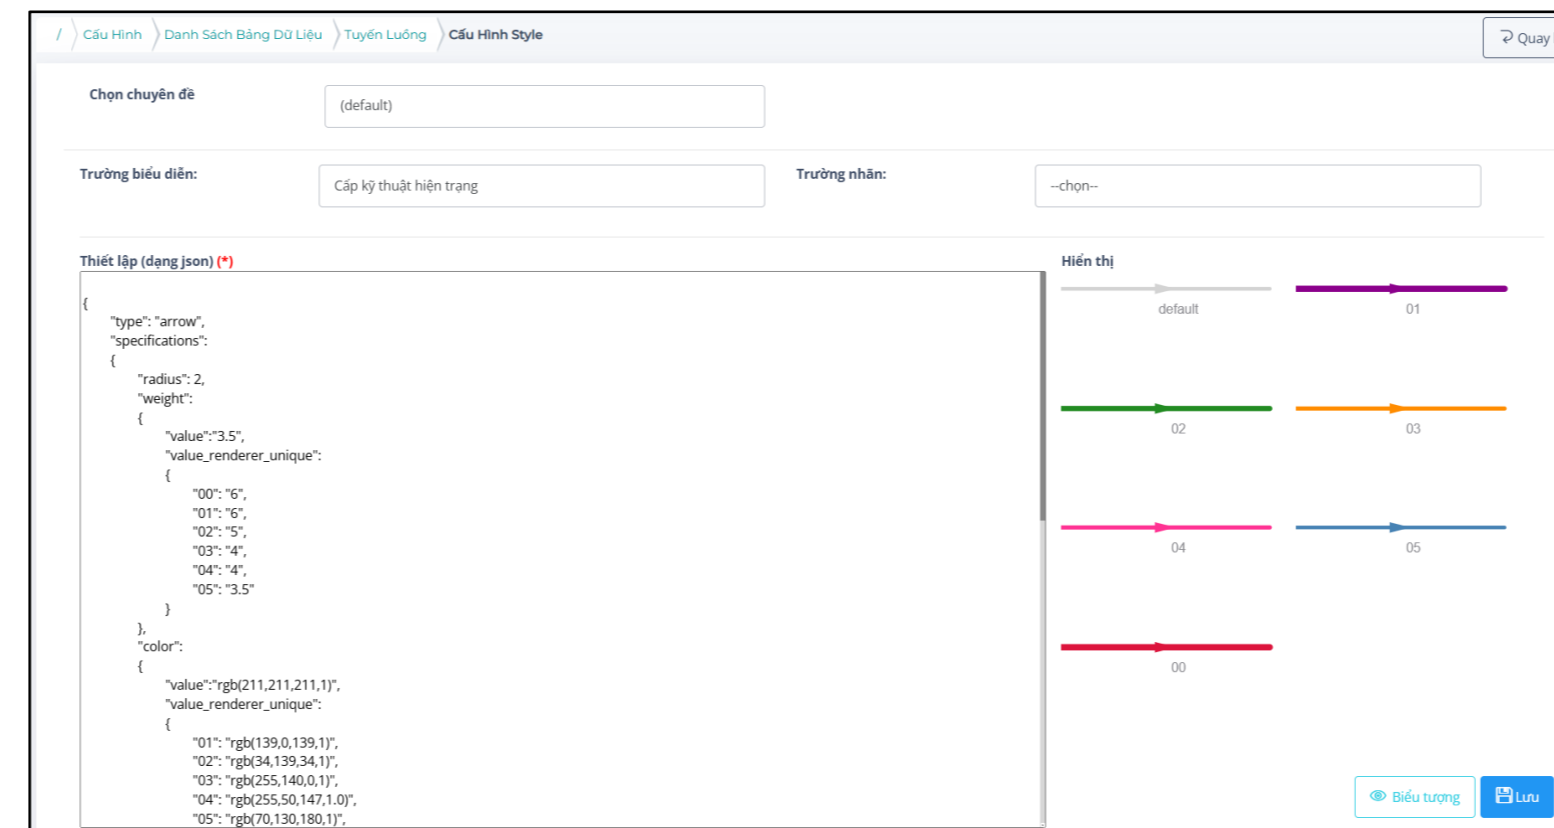 / Cấu Hình Danh Sách Bảng Dữ Liệu Tuyến Luồng Cấu Hình Style
Quay
Chọn chuyên đề
(default)
Trường biểu diễn:
Cấp kỹ thuật hiện trạng
Trường nhãn:
--chọn--
Thiết lập (dạng json) (*)
{
"type": "arrow",
"specifications":
{
"radius": 2,
"weight":
{
"value":"3.5",
"value_renderer_unique":
{
"00": "6",
"01": "6",
"02": "5",
"03": "4",
"04": "4",
"05": "3.5"
}
},
"color":
{
"value":"rgb(211,211,211,1)",
"value_renderer_unique":
{
"01": "rgb(139,0,139,1)",
"02": "rgb(34,139,34,1)",
"03": "rgb(255,140,0,1)",
"04": "rgb(255,50,147,1.0)",
"05": "rgb(70,130,180,1)",
Hiển thị
default
01
02
03
04
05
00
Biểu tượng
Lưu